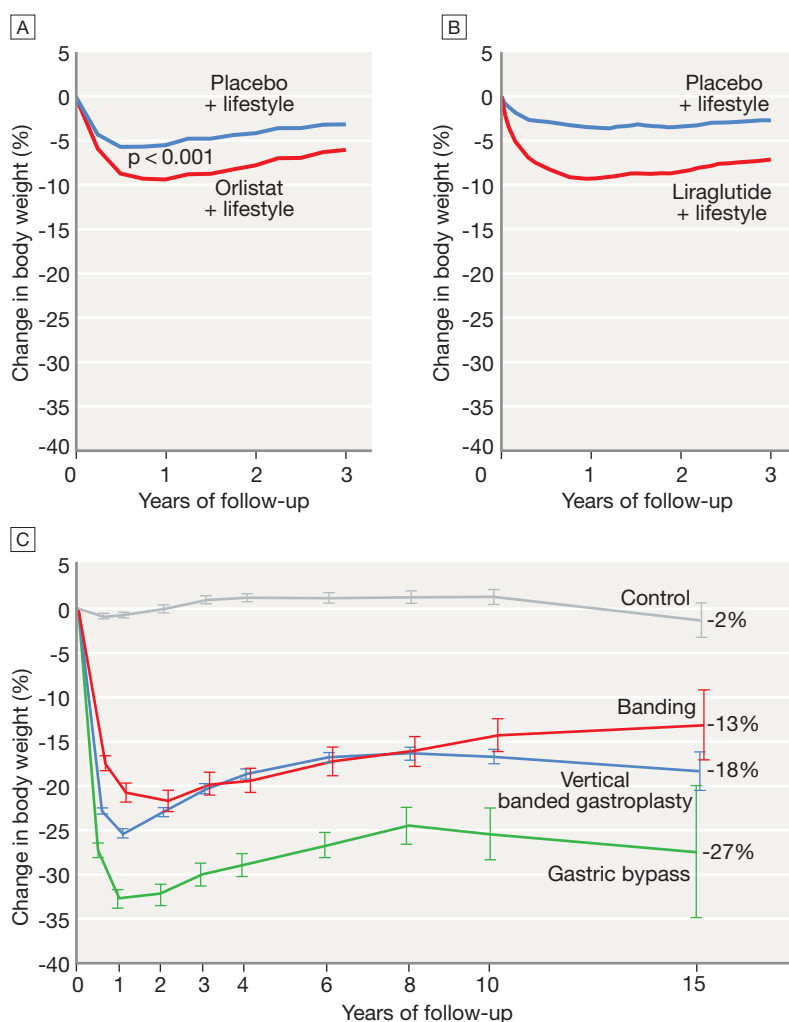 A
Change in body weight (%)
5
0
-5
-10
-15
-20
-25
-30
-35
-40
Placebo
+ lifestyle
p < 0.001
Orlistat
+ lifestyle
0 1 2 3
Years of follow-up
B
Change in body weight (%)
5
0
-5
-10
-15
-20
-25
-30
-35
-40
Placebo
+ lifestyle
Liraglutide
+ lifestyle
0 1 2 3
Years of follow-up
C
Change in body weight (%)
5
0
-5
-10
-15
-20
-25
-30
-35
-40
Control
-2%
Banding
-13%
-18%
Vertical
banded gastroplasty
-27%
Gastric bypass
0 1 2 3 4 6 8 10 15
Years of follow-up